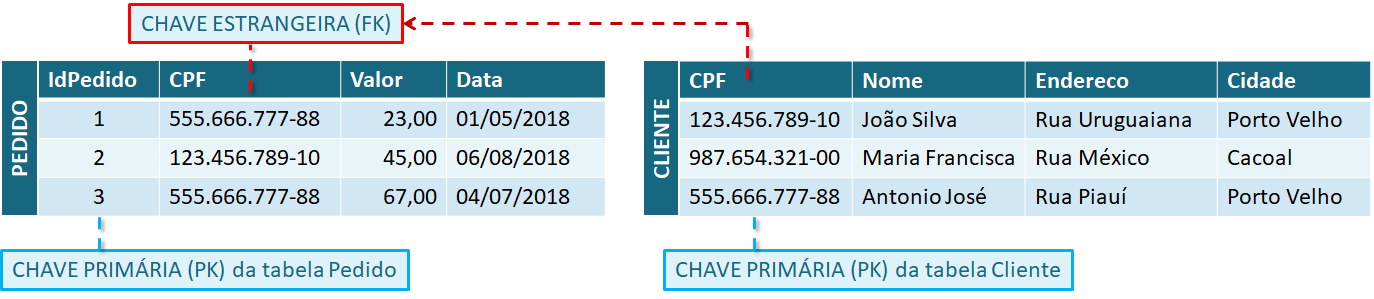 CHAVE ESTRANGEIRA (FK)
PEDIDO
IdPedido CPF Valor Data
1 555.666.777-88 23,00 01/05/2018
2 123.456.789-10 45,00 06/08/2018
3 555.666.777-88 67,00 04/07/2018
CHAVE PRIMÁRIA (PK) da tabela Pedido
CLIENTE
CPF Nome Endereco Cidade
123.456.789-10 João Silva Rua Uruguaiana Porto Velho
987.654.321-00 Maria Francisca Rua México Cacoal
555.666.777-88 Antonio José Rua Piauí Porto Velho
CHAVE PRIMÁRIA (PK) da tabela Cliente